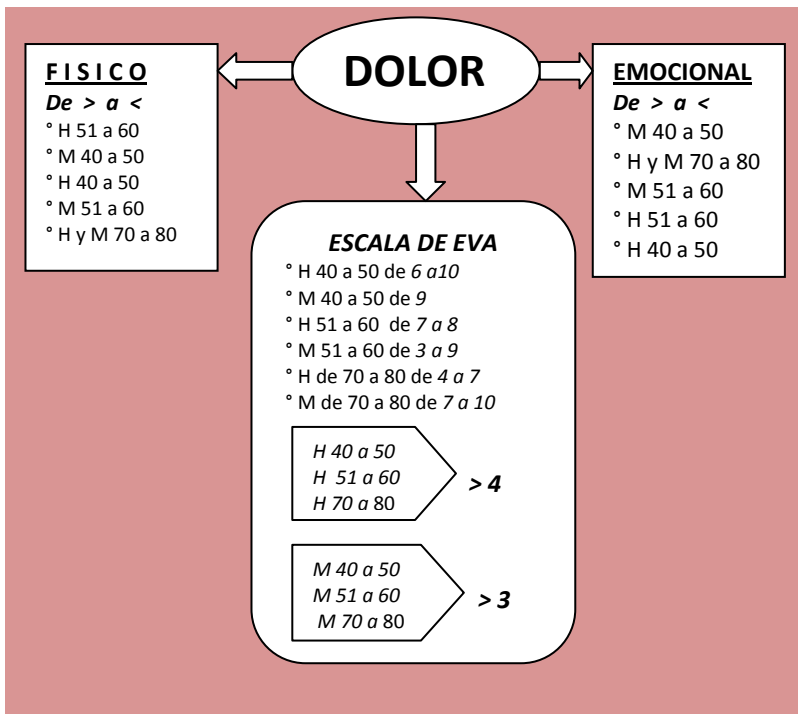 DOLOR
F I S I C O
De > a <
° H 51 a 60
° M 40 a 50
° H 40 a 50
° M 51 a 60
° H y M 70 a 80
EMOCIONAL
De > a <
° M 40 a 50
° H y M 70 a 80
° M 51 a 60
° H 51 a 60
° H 40 a 50
ESCALA DE EVA
° H 40 a 50 de 6 a10
° M 40 a 50 de 9
° H 51 a 60 de 7 a 8
° M 51 a 60 de 3 a 9
° H de 70 a 80 de 4 a 7
° M de 70 a 80 de 7 a 10
H 40 a 50
H 51 a 60
H 70 a 80
> 4
M 40 a 50
M 51 a 60
M 70 a 80
> 3